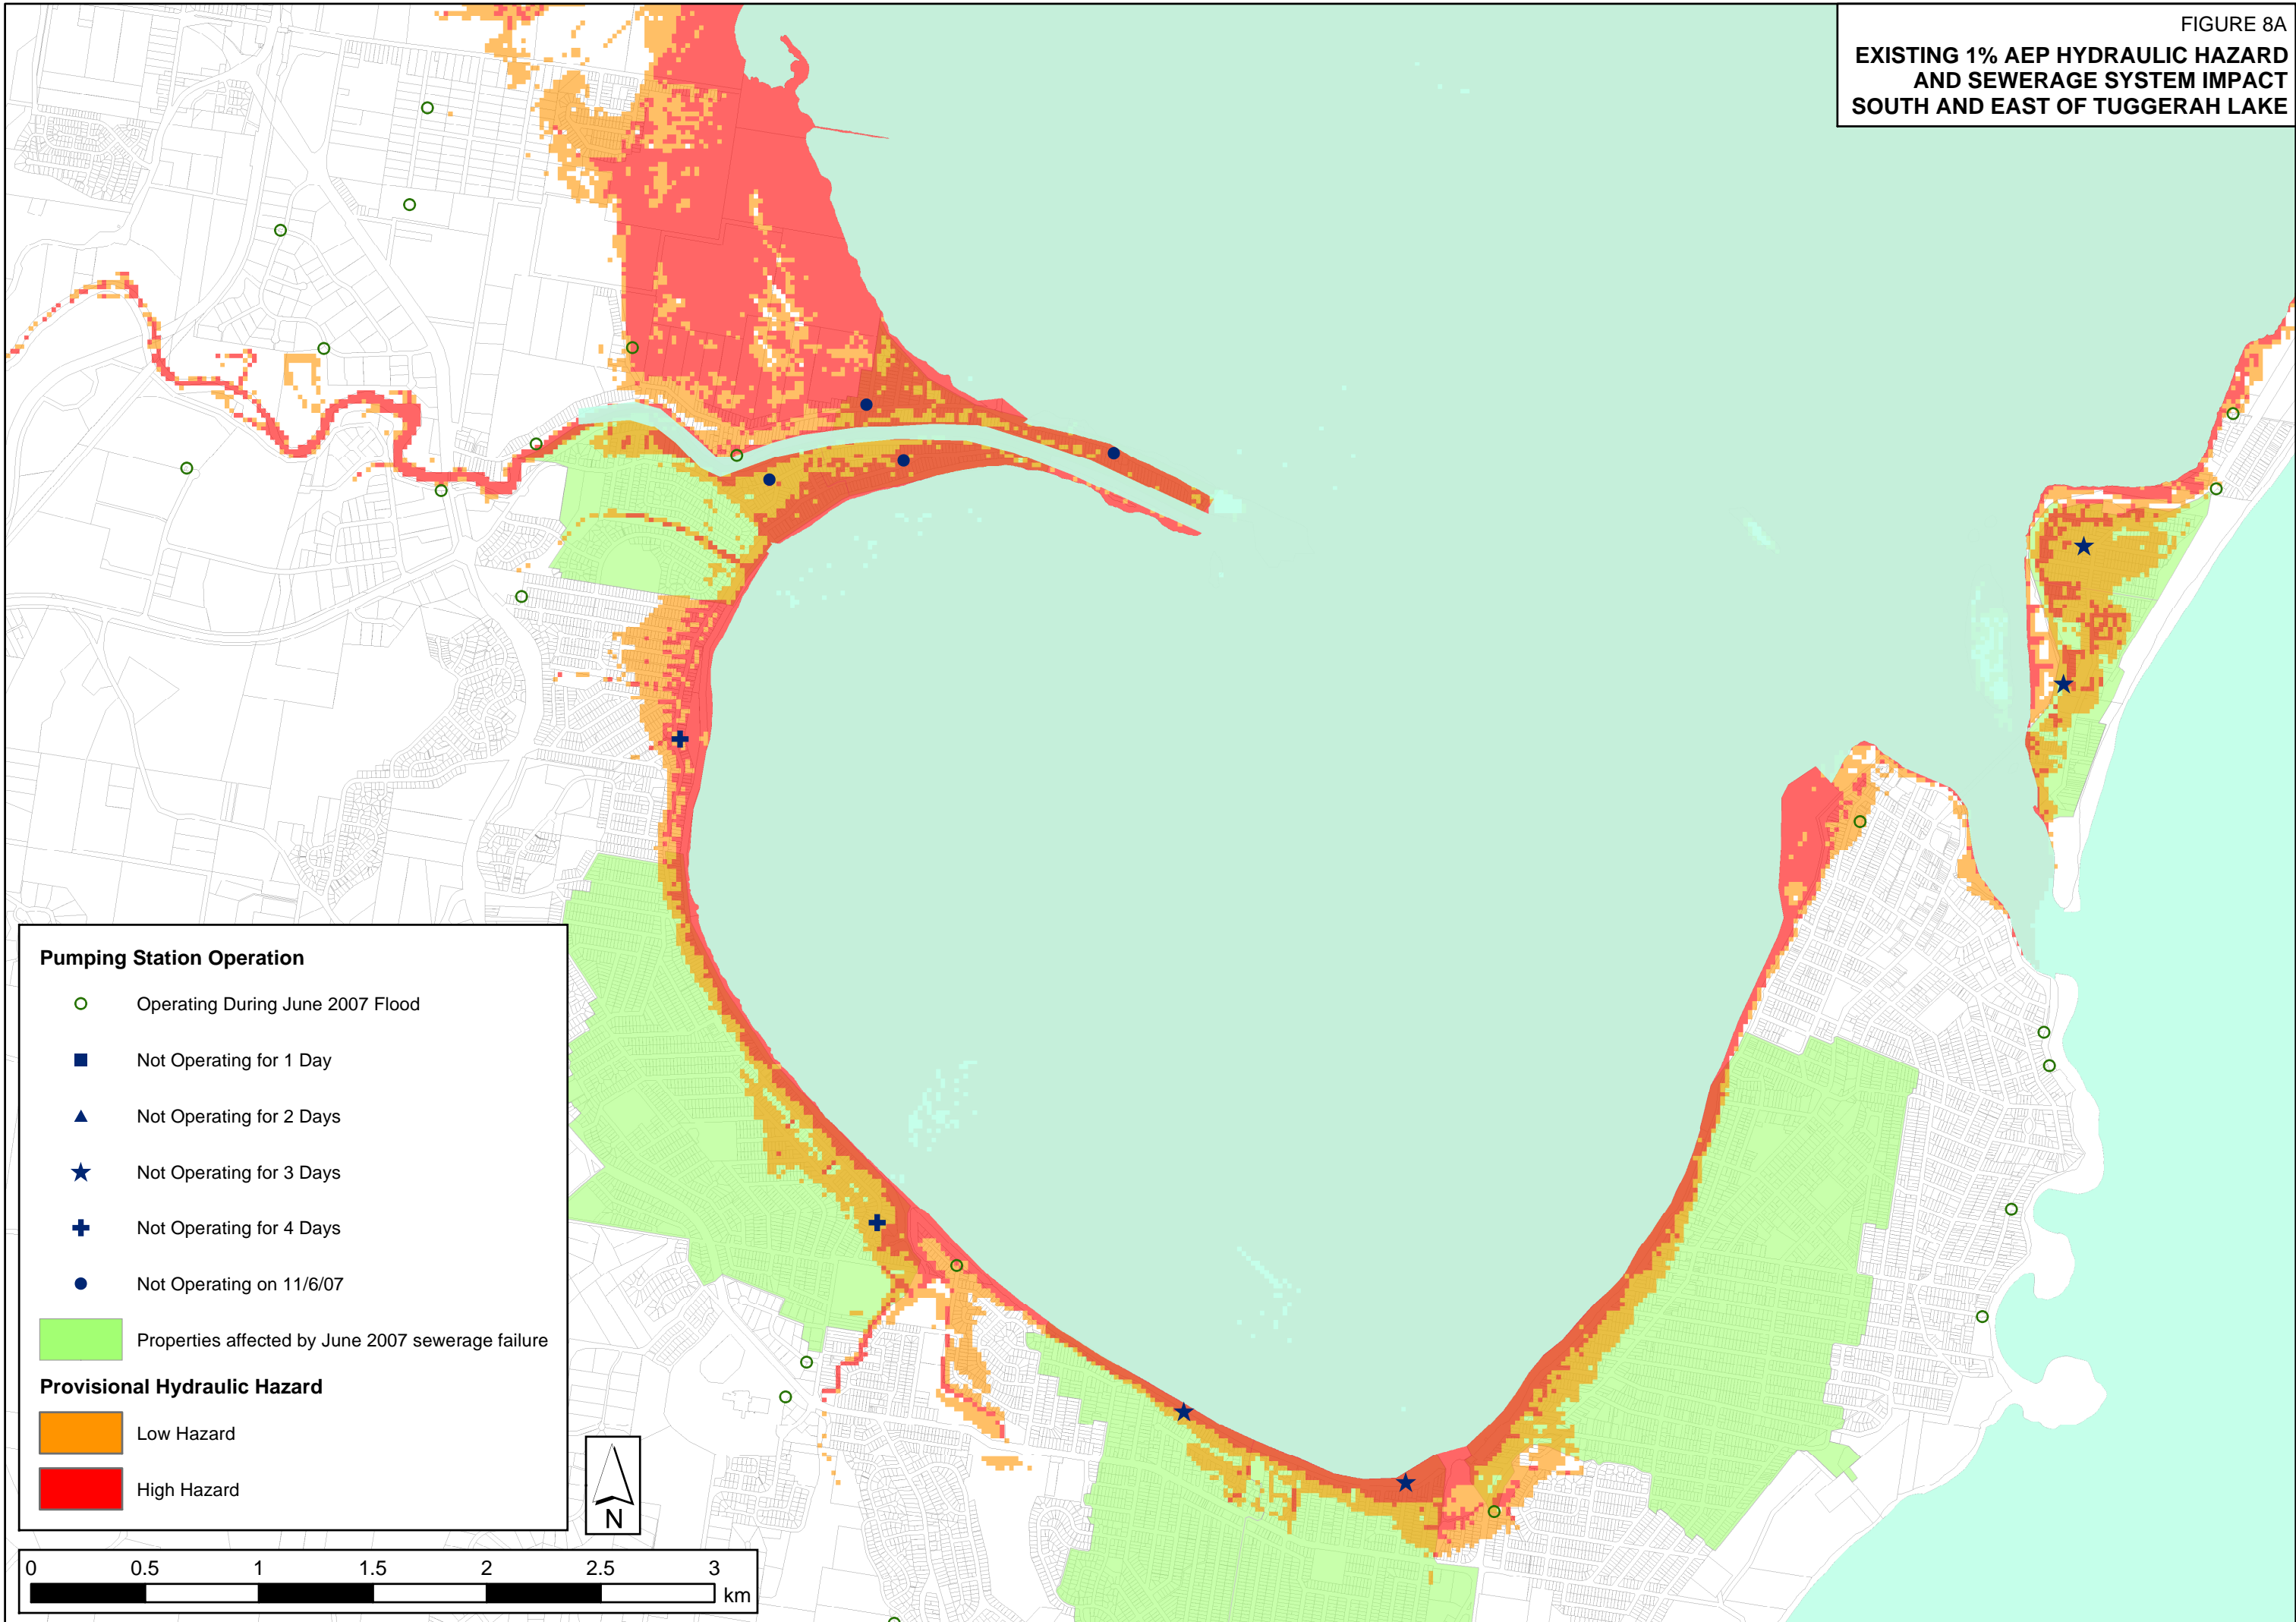 FIGURE 8A
EXISTING 1% AEP HYDRAULIC HAZARD
AND SEWERAGE SYSTEM IMPACT
SOUTH AND EAST OF TUGGERAH LAKE
Pumping Station Operation
Operating During June 2007 Flood
Not Operating for 1 Day
Not Operating for 2 Days
Not Operating for 3 Days
Not Operating for 4 Days
Not Operating on 11/6/07
Properties affected by June 2007 sewerage failure
Provisional Hydraulic Hazard
Low Hazard
High Hazard
N
0 0.5 1 1.5 2 2.5 3
km